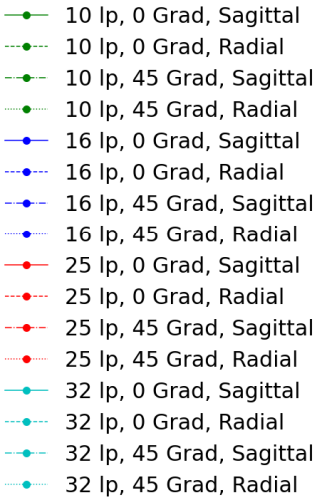 10 lp, 0 Grad, Sagittal
10 lp, 0 Grad, Radial
10 lp, 45 Grad, Sagittal
10 lp, 45 Grad, Radial
16 lp, 0 Grad, Sagittal
16 lp, 0 Grad, Radial
16 lp, 45 Grad, Sagittal
16 lp, 45 Grad, Radial
25 lp, 0 Grad, Sagittal
25 lp, 0 Grad, Radial
25 lp, 45 Grad, Sagittal
25 lp, 45 Grad, Radial
32 lp, 0 Grad, Sagittal
32 lp, 0 Grad, Radial
32 lp, 45 Grad, Sagittal
32 lp, 45 Grad, Radial